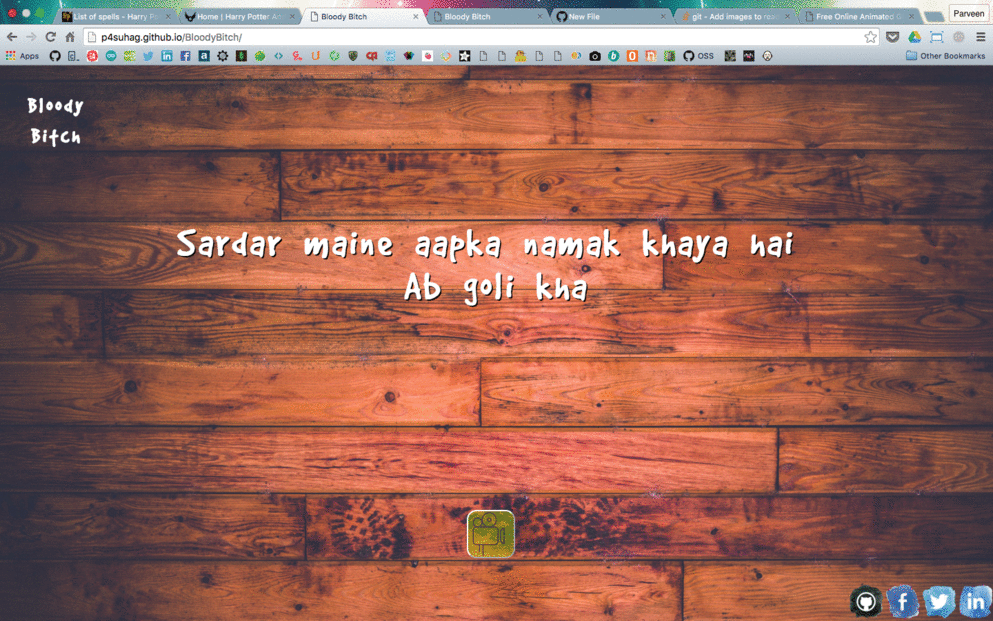 List of spells - Harry P
Home | Harry Potter A
Bloody Bitch
Bloody Bitch
New File
git - Add images to rea
Free Online Animated G
Parveen
p4suhag.github.io/BloodyBitch/
Apps
OSS
Other Bookmarks
Bloody
Bitch
Sardar maine aapka namak khaya hai
Ab goli kha